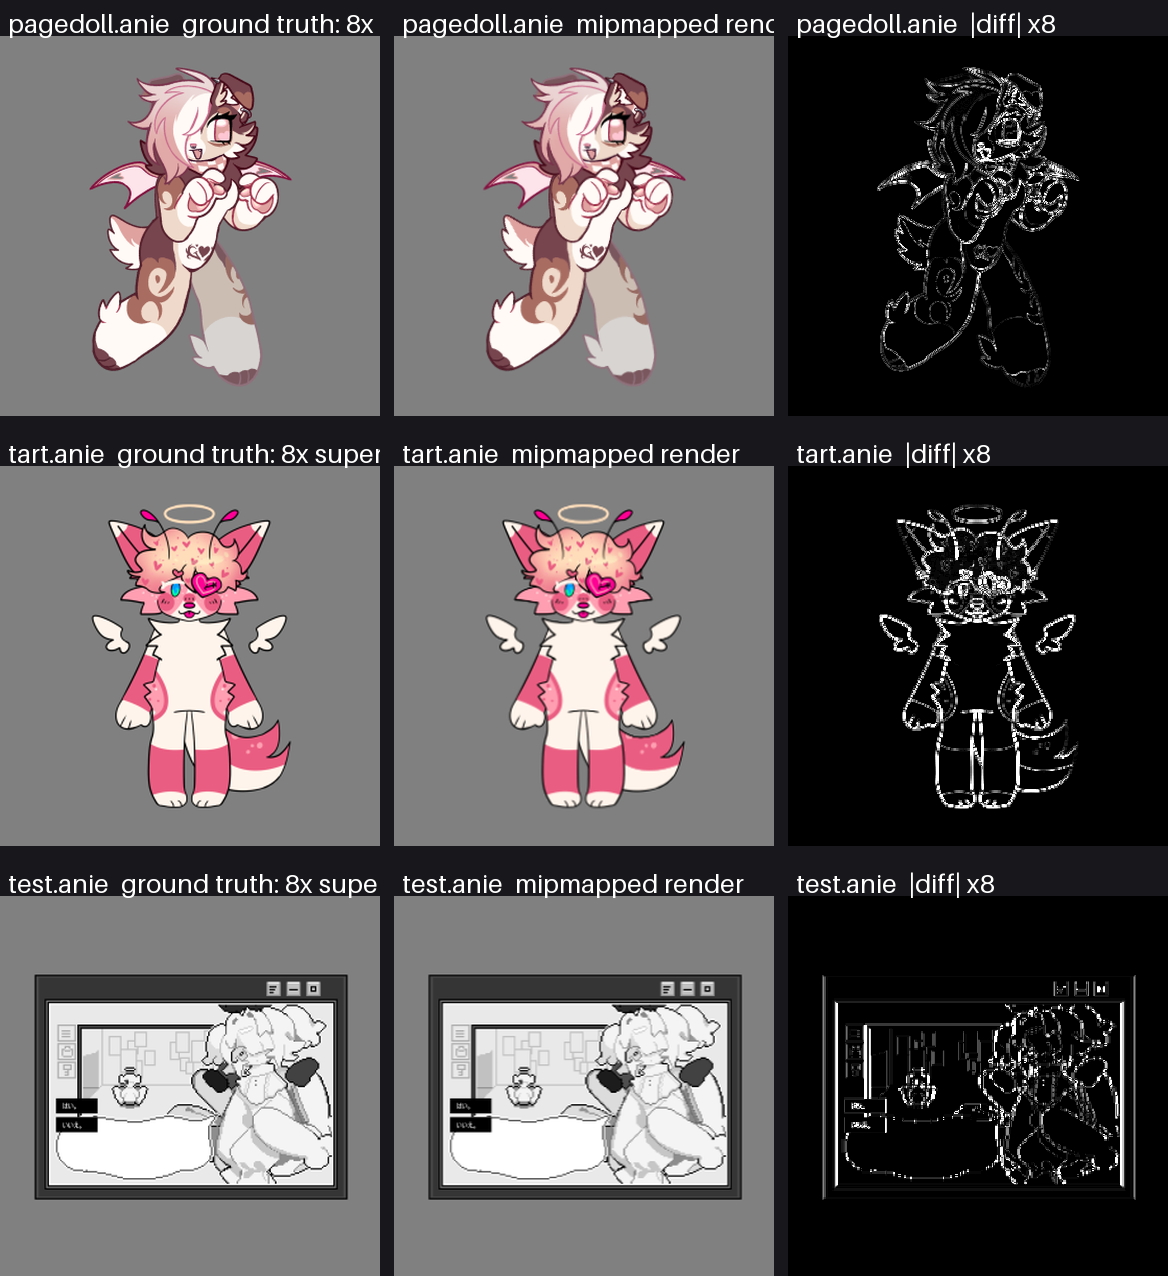 pagedoll.anie  ground truth: 8x
pagedoll.anie  mipmapped renc
pagedoll.anie  |diff| x8
tart.anie  ground truth: 8x super
tart.anie  mipmapped render
tart.anie  |diff| x8
test.anie  ground truth: 8x supe
test.anie  mipmapped render
test.anie  |diff| x8